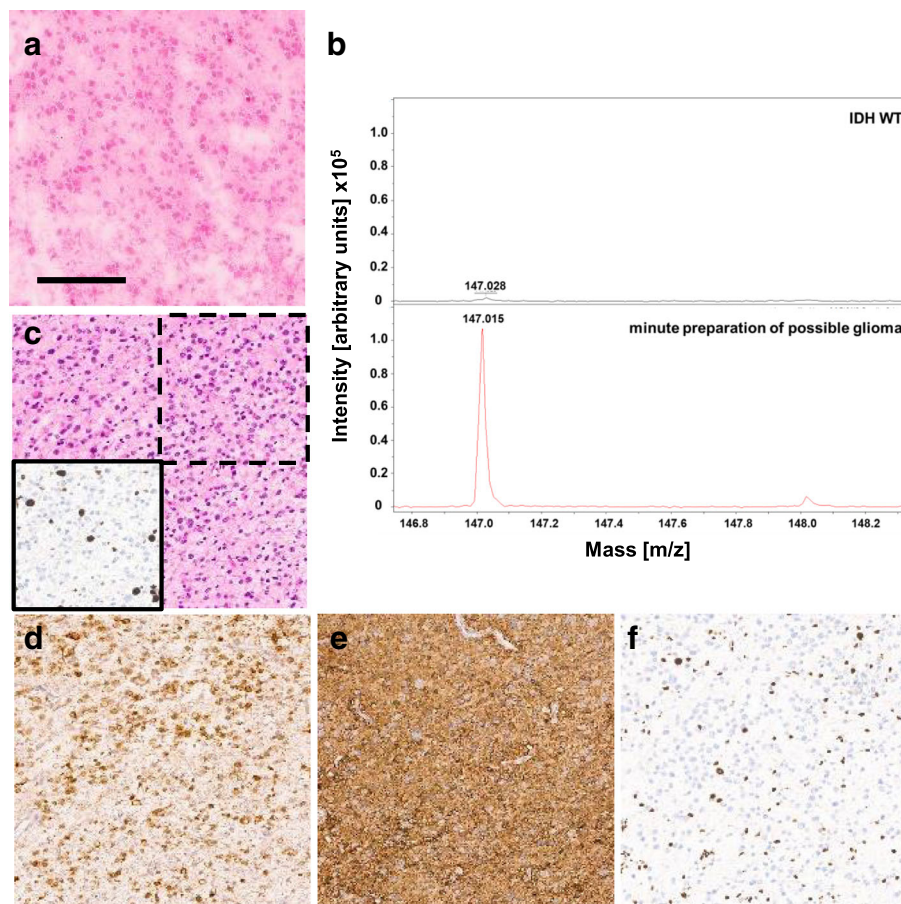 a
b
IDH WT
1.0
0.8
0.6
0.4
0.2
0
147.028
Intensity [arbitrary units] x10⁵
147.015
minute preparation of possible glioma
1.0
0.8
0.6
0.4
0.2
0
146.8 147.0 147.2 147.4 147.6 147.8 148.0 148.2
Mass [m/z]
c
d
e
f